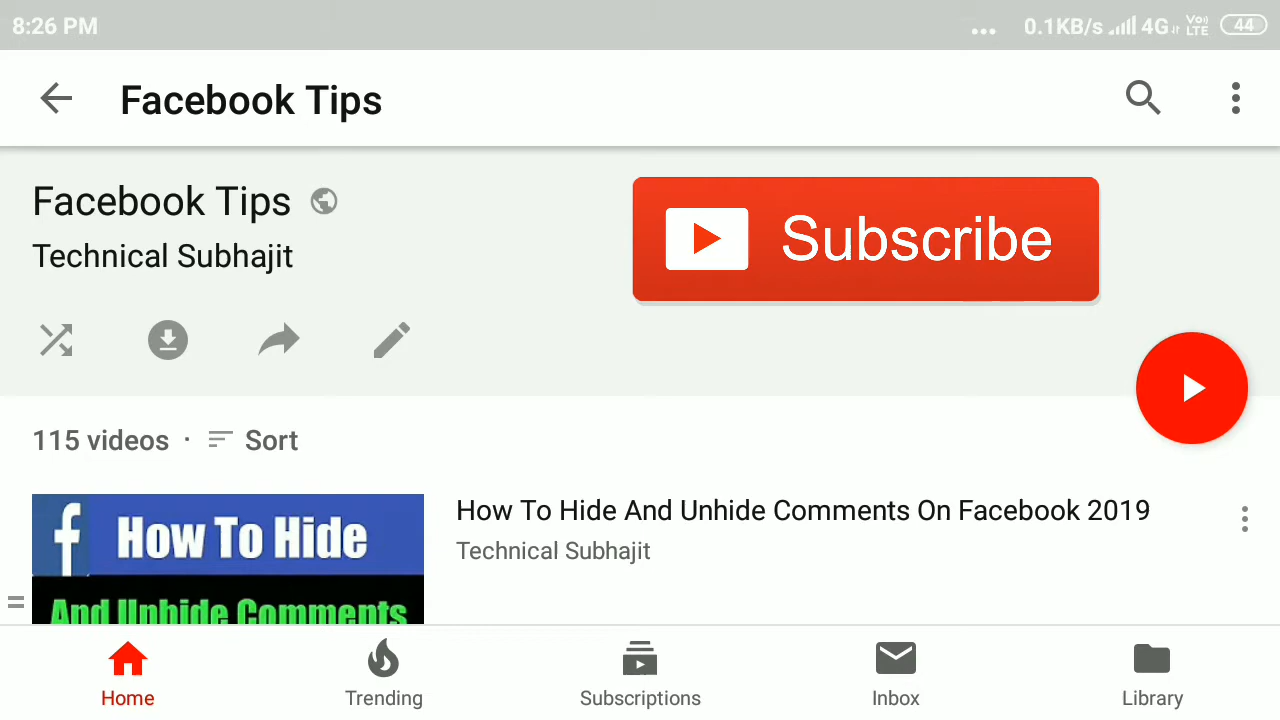 8:26 PM
... 0.1KB/s 4G Vo) LTE 44
Facebook Tips
Facebook Tips
Technical Subhajit
Subscribe
115 videos · Sort
f How To Hide
And Unhide Comments
How To Hide And Unhide Comments On Facebook 2019
Technical Subhajit
Home
Trending
Subscriptions
Inbox
Library